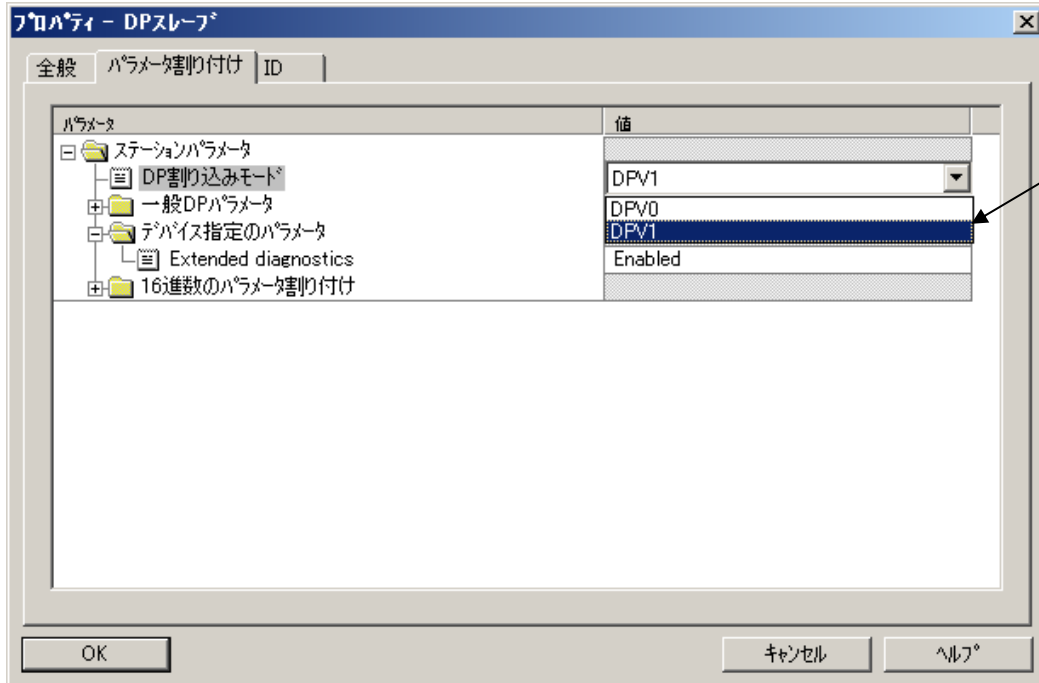 プロパティ - DPスレーブ
全般 パラメータ割り付け ID
パラメータ 値
ステーションパラメータ
DP割り込みモード DPV1
一般DPパラメータ DPV0
デバイス指定のパラメータ DPV1
Extended diagnostics Enabled
16進数のパラメータ割り付け
OK キャンセル ヘルプ